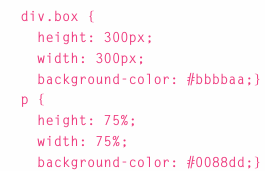 div.box {
  height: 300px;
  width: 300px;
  background-color: #bbbbaa;}
p {
  height: 75%;
  width: 75%;
  background-color: #0088dd;}